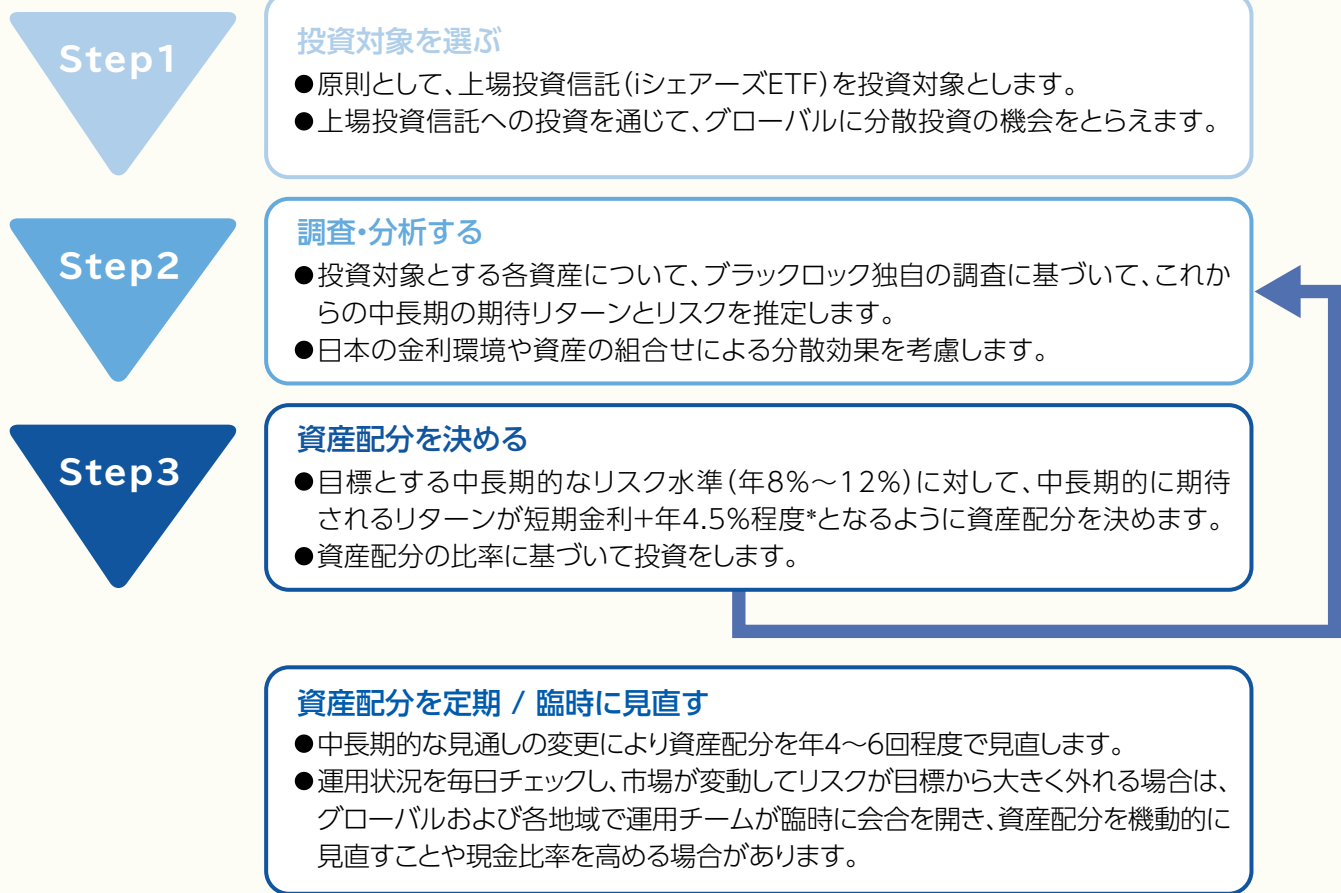 Step1
投資対象を選ぶ
●原則として、上場投資信託(iシェアーズETF)を投資対象とします。
●上場投資信託への投資を通じて、グローバルに分散投資の機会をとらえます。
Step2
調査・分析する
●投資対象とする各資産について、ブラックロック独自の調査に基づいて、これか
らの中長期の期待リターンとリスクを推定します。
●日本の金利環境や資産の組合せによる分散効果を考慮します。
Step3
資産配分を決める
●目標とする中長期的なリスク水準(年8%～12%)に対して、中長期的に期待
されるリターンが短期金利+年4.5%程度*となるように資産配分を決めます。
●資産配分の比率に基づいて投資をします。
資産配分を定期 / 臨時に見直す
●中長期的な見通しの変更により資産配分を年4～6回程度で見直します。
●運用状況を毎日チェックし、市場が変動してリスクが目標から大きく外れる場合は、
グローバルおよび各地域で運用チームが臨時に会合を開き、資産配分を機動的に
見直すことや現金比率を高める場合があります。